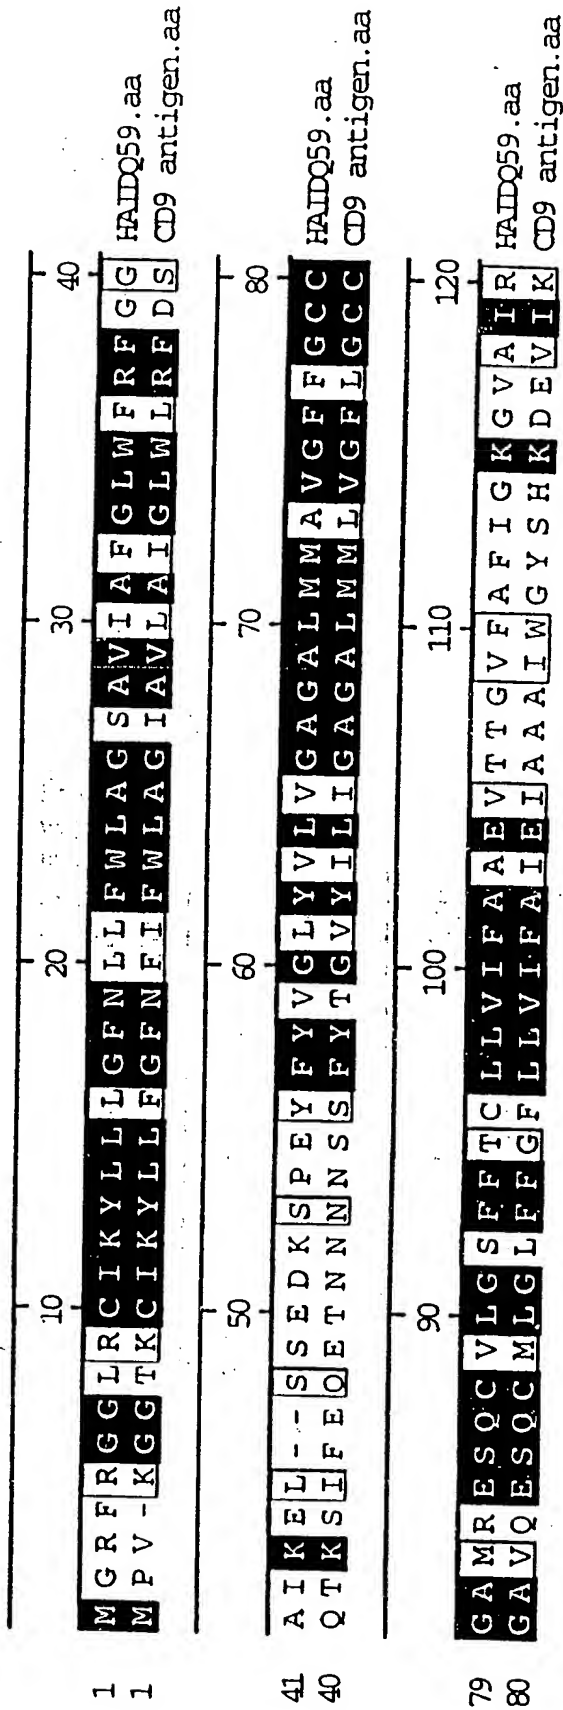 10 20 30 40
1 M G R F R G G L R C I K Y L L L G F N L L F W L A G S A V I A F G L W F R F G G HAIDQ59.aa
1 M P V - K G G T K C I K Y L L F G F N F I F W L A G I A V L A I G L W L R F D S CD9 antigen.aa
50 60 70 80
41 A I K E L - - S S E D K S P E Y F Y V G L Y V L V G A G A L M M A V G F F G C C HAIDQ59.aa
40 Q T K S I F E Q E T N N N N S S F Y T G V Y I L I G A G A L M M L V G F L G C C CD9 antigen.aa
90 100 110 120
79 G A M R E S Q C V L G S F F T C L L V I F A A E V T T G V F A F I G K G V A I R HAIDQ59.aa
80 G A V Q E S Q C M L G L F F G F L L V I F A I E I A A A I W G Y S H K D E V I K CD9 antigen.aa